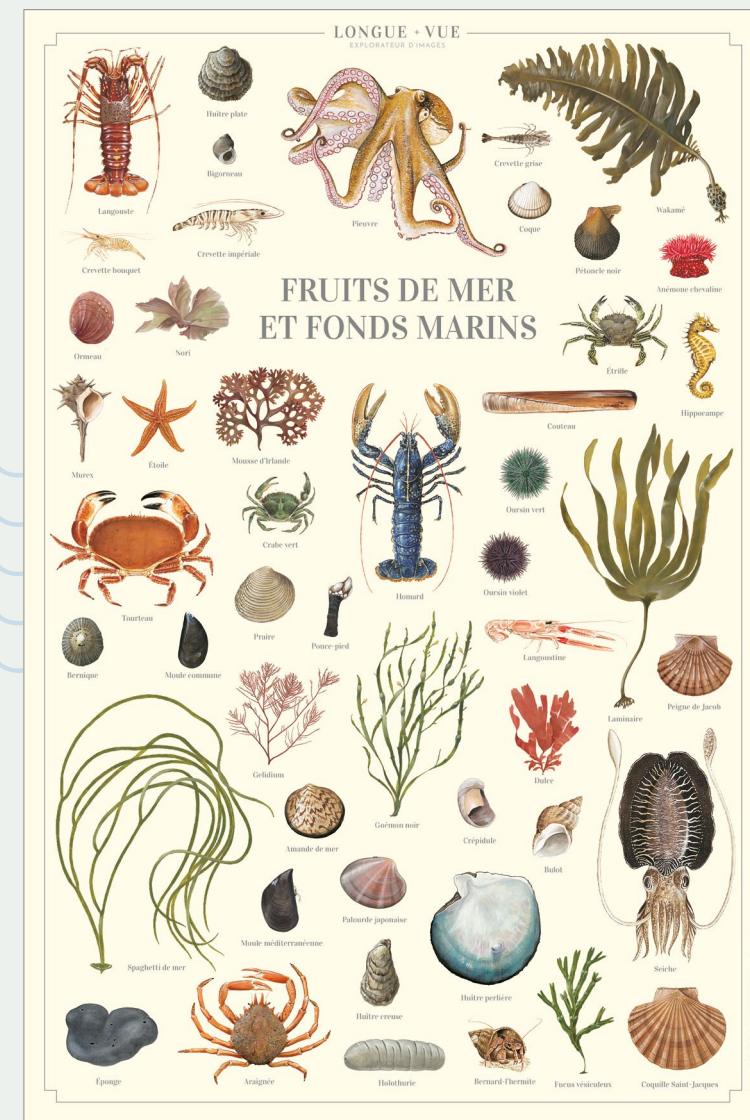 LONGUE + VUE
EXPLORATEUR D'IMAGES
Huître plate
Bigorneau
Crevette grise
Langouste
Pieuvre
Coque
Wakamé
Crevette impériale
Crevette bouquet
Pétoncle noir
Anémone chevaline
FRUITS DE MER
ET FONDS MARINS
Ormeau
Nori
Étrille
Hippocampe
Couteau
Murex
Étoile
Mousse d'Irlande
Oursin vert
Crabe vert
Oursin violet
Homard
Tourteau
Praire
Pouce-pied
Langoustine
Bernique
Moule commune
Peigne de Jacob
Laminaire
Gelidium
Dulce
Goémon noir
Crépidule
Amande de mer
Bulot
Palourde japonaise
Moule méditerranéenne
Spaghetti de mer
Seiche
Huître perlière
Huître creuse
Éponge
Araignée
Holothurie
Bernard-l'hermite
Fucus vésiculeux
Coquille Saint-Jacques